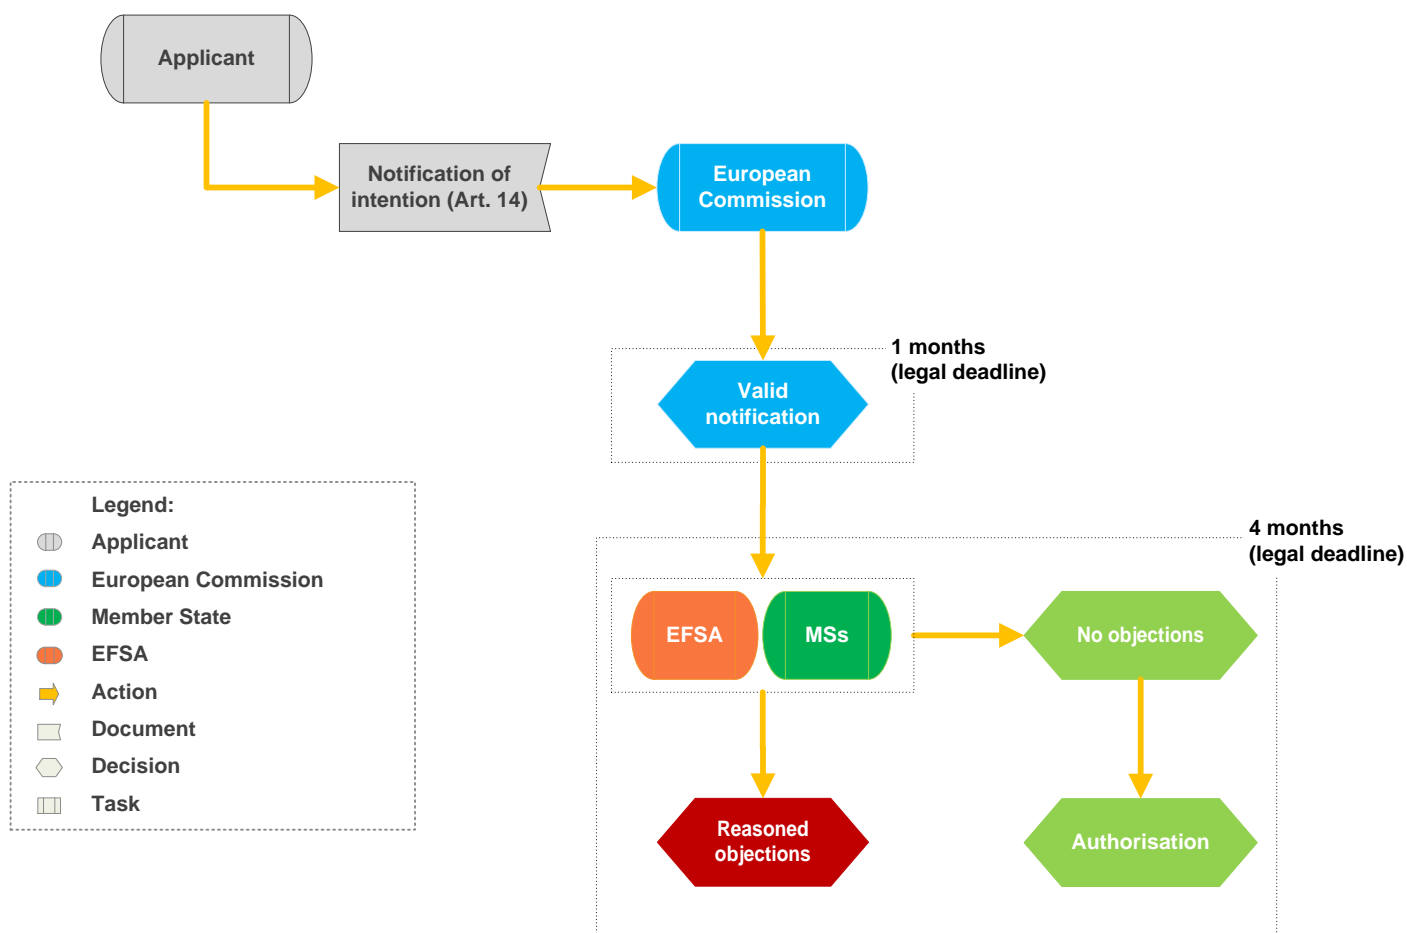 Applicant
Notification of
intention (Art. 14)
European
Commission
1 months
(legal deadline)
Valid
notification
Legend:
Applicant
European Commission
Member State
EFSA
Action
Document
Decision
Task
4 months
(legal deadline)
EFSA
MSs
No objections
Reasoned
objections
Authorisation